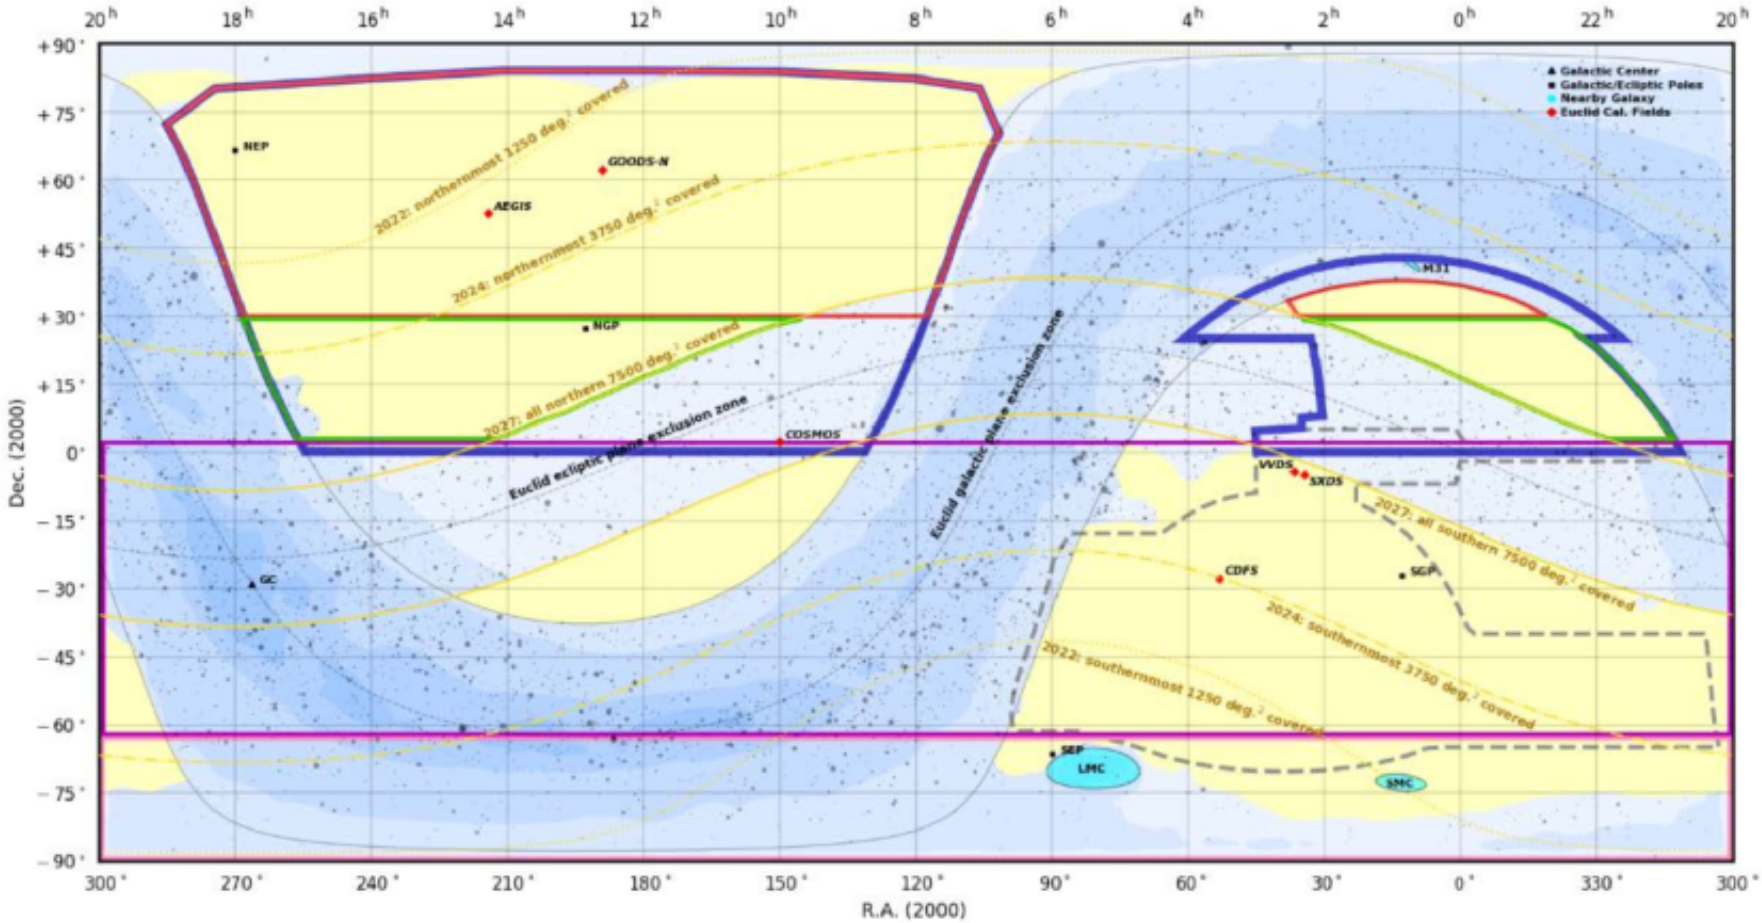 20h 18h 16h 14h 12h 10h 8h 6h 4h 2h 0h 22h 20h
+90°
+75°
+60°
+45°
+30°
+15°
0°
−15°
−30°
−45°
−60°
−75°
−90°
Dec. (2000)
Galactic Center
Galactic/Ecliptic Poles
Nearby Galaxy
Euclid Cal. Fields
2022: northernmost 1250 deg.² covered
NEP
GOODS-N
AEGIS
2024: northernmost 3750 deg.² covered
M31
NGP
2027: all northern 7500 deg.² covered
Euclid ecliptic plane exclusion zone
Euclid galactic plane exclusion zone
COSMOS
VVDS
SXDS
2027: all southern 7500 deg.² covered
GC
CDFS
SGP
2024: southernmost 3750 deg.² covered
2022: southernmost 1250 deg.² covered
SEP
LMC
SMC
300° 270° 240° 210° 180° 150° 120° 90° 60° 30° 0° 330° 300°
R.A. (2000)